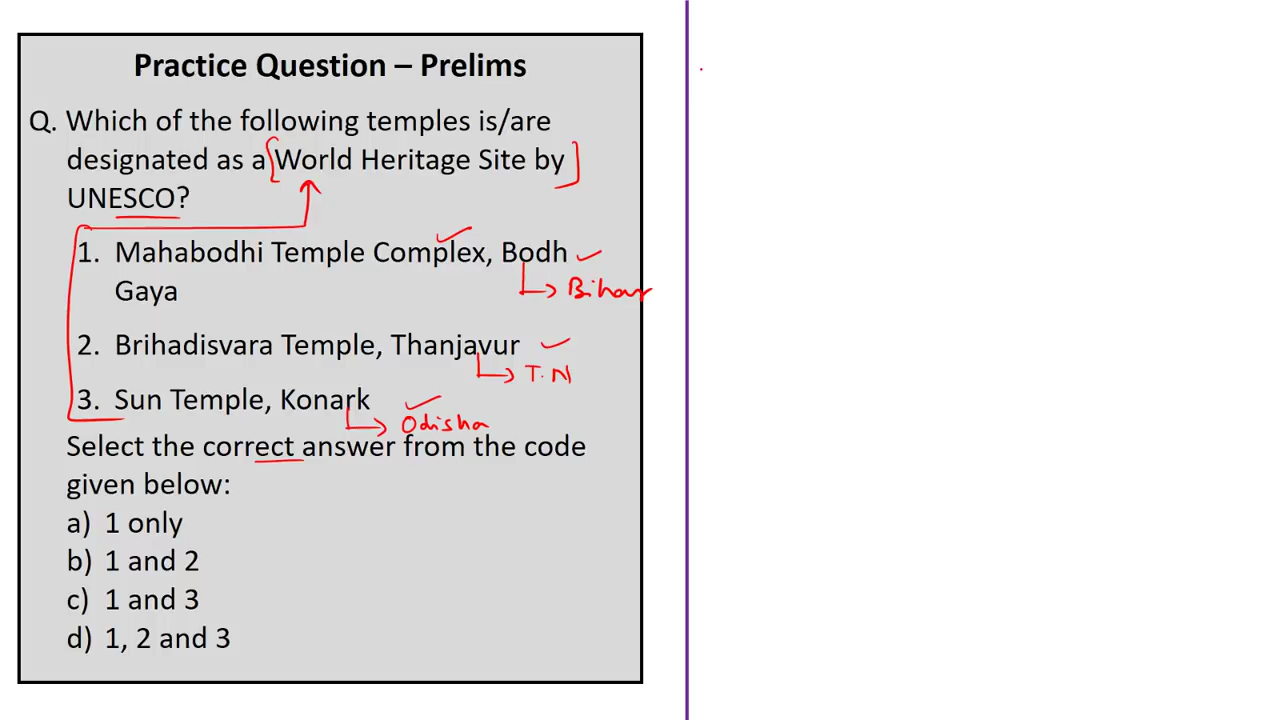 Practice Question – Prelims
Q. Which of the following temples is/are
designated as a [World Heritage Site by]
UNESCO?
1. Mahabodhi Temple Complex, Bodh
Gaya
Bihar
2. Brihadisvara Temple, Thanjavur
T.N
3. Sun Temple, Konark
Odisha
Select the correct answer from the code
given below:
a) 1 only
b) 1 and 2
c) 1 and 3
d) 1, 2 and 3